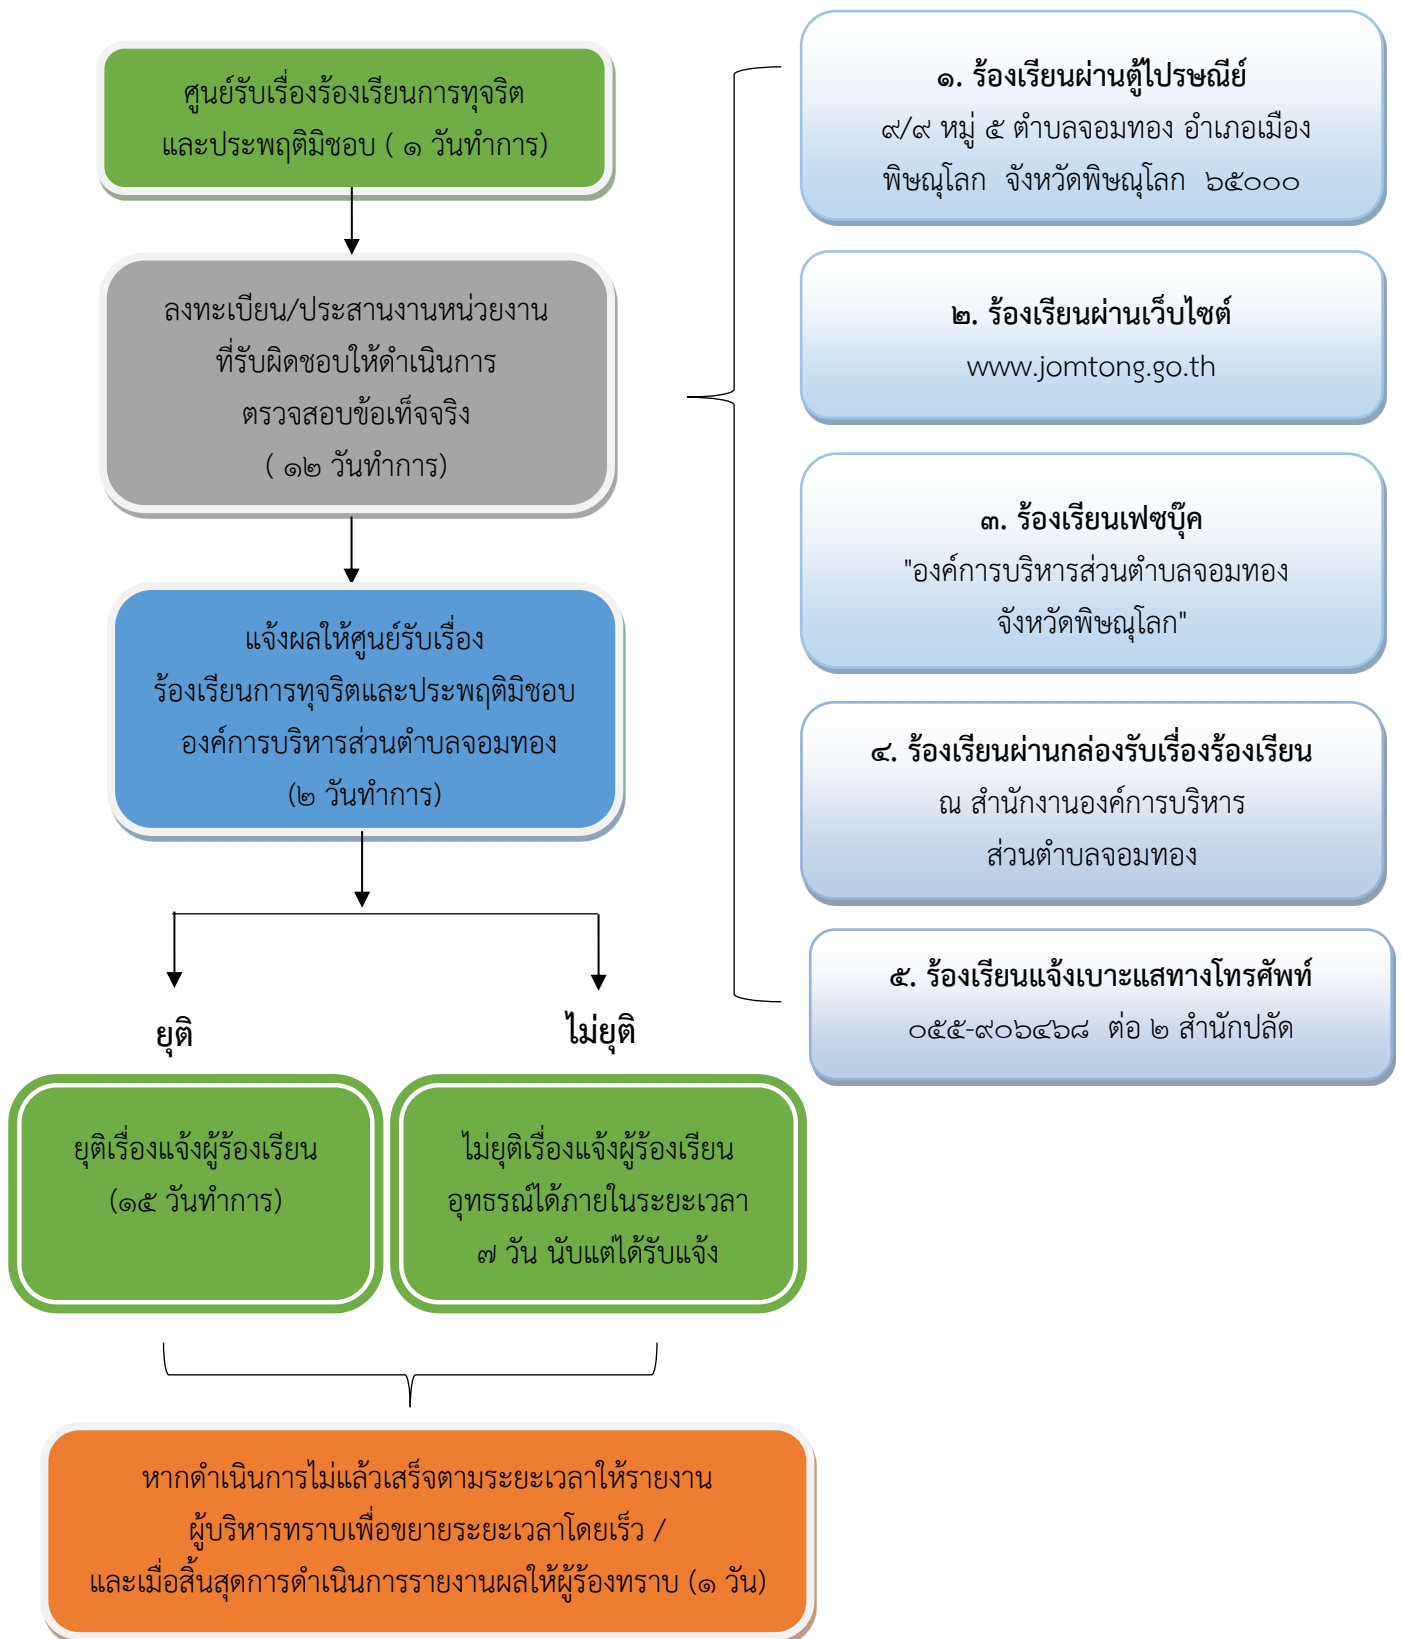 ศูนย์รับเรื่องร้องเรียนการทุจริต
และประพฤติมิชอบ ( ๑ วันทำการ)
ลงทะเบียน/ประสานงานหน่วยงาน
ที่รับผิดชอบให้ดำเนินการ
ตรวจสอบข้อเท็จจริง
( ๑๒ วันทำการ)
แจ้งผลให้ศูนย์รับเรื่อง
ร้องเรียนการทุจริตและประพฤติมิชอบ
องค์การบริหารส่วนตำบลจอมทอง
(๒ วันทำการ)
ยุติ
ไม่ยุติ
ยุติเรื่องแจ้งผู้ร้องเรียน
(๑๕ วันทำการ)
ไม่ยุติเรื่องแจ้งผู้ร้องเรียน
อุทธรณ์ได้ภายในระยะเวลา
๗ วัน นับแต่ได้รับแจ้ง
หากดำเนินการไม่แล้วเสร็จตามระยะเวลาให้รายงาน
ผู้บริหารทราบเพื่อขยายระยะเวลาโดยเร็ว /
และเมื่อสิ้นสุดการดำเนินการรายงานผลให้ผู้ร้องทราบ (๑ วัน)
๑. ร้องเรียนผ่านตู้ไปรษณีย์
๙/๙ หมู่ ๕ ตำบลจอมทอง อำเภอเมือง
พิษณุโลก จังหวัดพิษณุโลก ๖๕๐๐๐
๒. ร้องเรียนผ่านเว็บไซต์
www.jomtong.go.th
๓. ร้องเรียนเฟซบุ๊ค
"องค์การบริหารส่วนตำบลจอมทอง
จังหวัดพิษณุโลก"
๔. ร้องเรียนผ่านกล่องรับเรื่องร้องเรียน
ณ สำนักงานองค์การบริหาร
ส่วนตำบลจอมทอง
๕. ร้องเรียนแจ้งเบาะแสทางโทรศัพท์
๐๕๕-๙๐๖๔๖๘ ต่อ ๒ สำนักปลัด